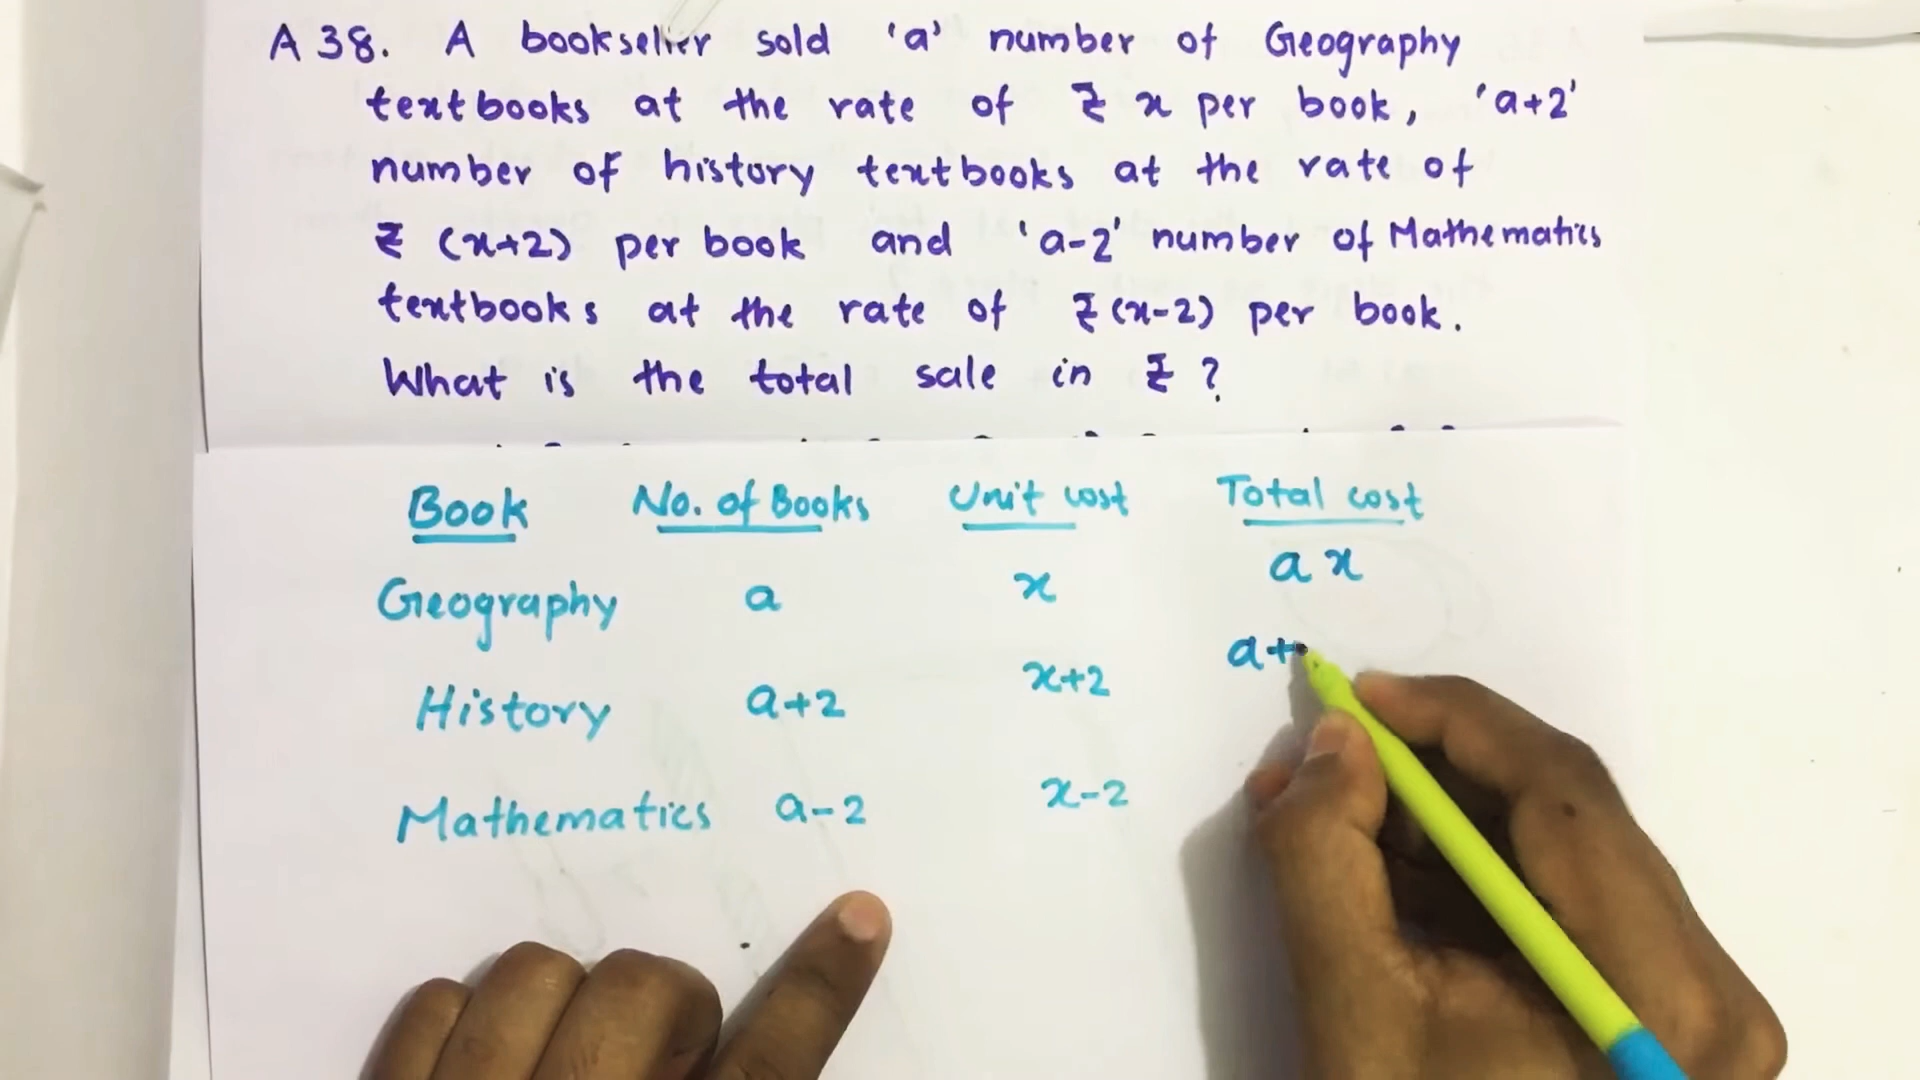 A 38. A bookseller sold 'a' number of Geography
textbooks at the rate of ₹ x per book, 'a+2'
number of history textbooks at the rate of
₹ (x+2) per book and 'a-2' number of Mathematics
textbooks at the rate of ₹(x-2) per book.
What is the total sale in ₹ ?
Book No. of Books Unit cost Total cost
Geography a x a x
History a+2 x+2 a+
Mathematics a-2 x-2